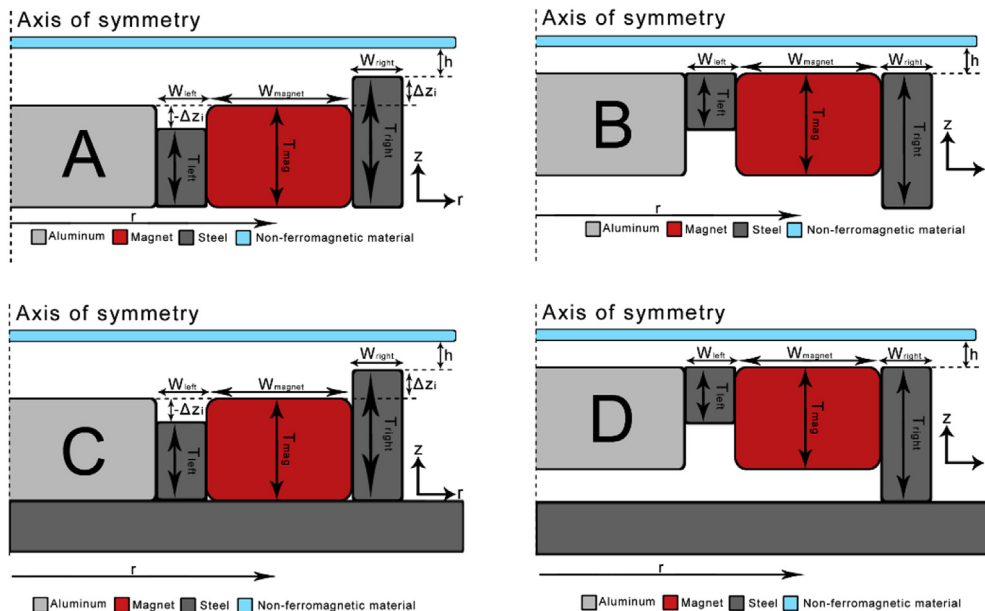 Axis of symmetry
h
Wleft
Wmagnet
Wright
Δzi
-Δzi
A
Tleft
Tmag
Tright
z
r
r
Aluminum Magnet Steel Non-ferromagnetic material
Axis of symmetry
h
Wleft
Wmagnet
Wright
B
Tleft
Tmag
Tright
z
r
Aluminum Magnet Steel Non-ferromagnetic material
Axis of symmetry
h
Wleft
Wmagnet
Wright
Δzi
-Δzi
C
Tleft
Tmag
Tright
z
r
r
Aluminum Magnet Steel Non-ferromagnetic material
Axis of symmetry
h
Wleft
Wmagnet
Wright
D
Tleft
Tmag
Tright
z
r
Aluminum Magnet Steel Non-ferromagnetic material